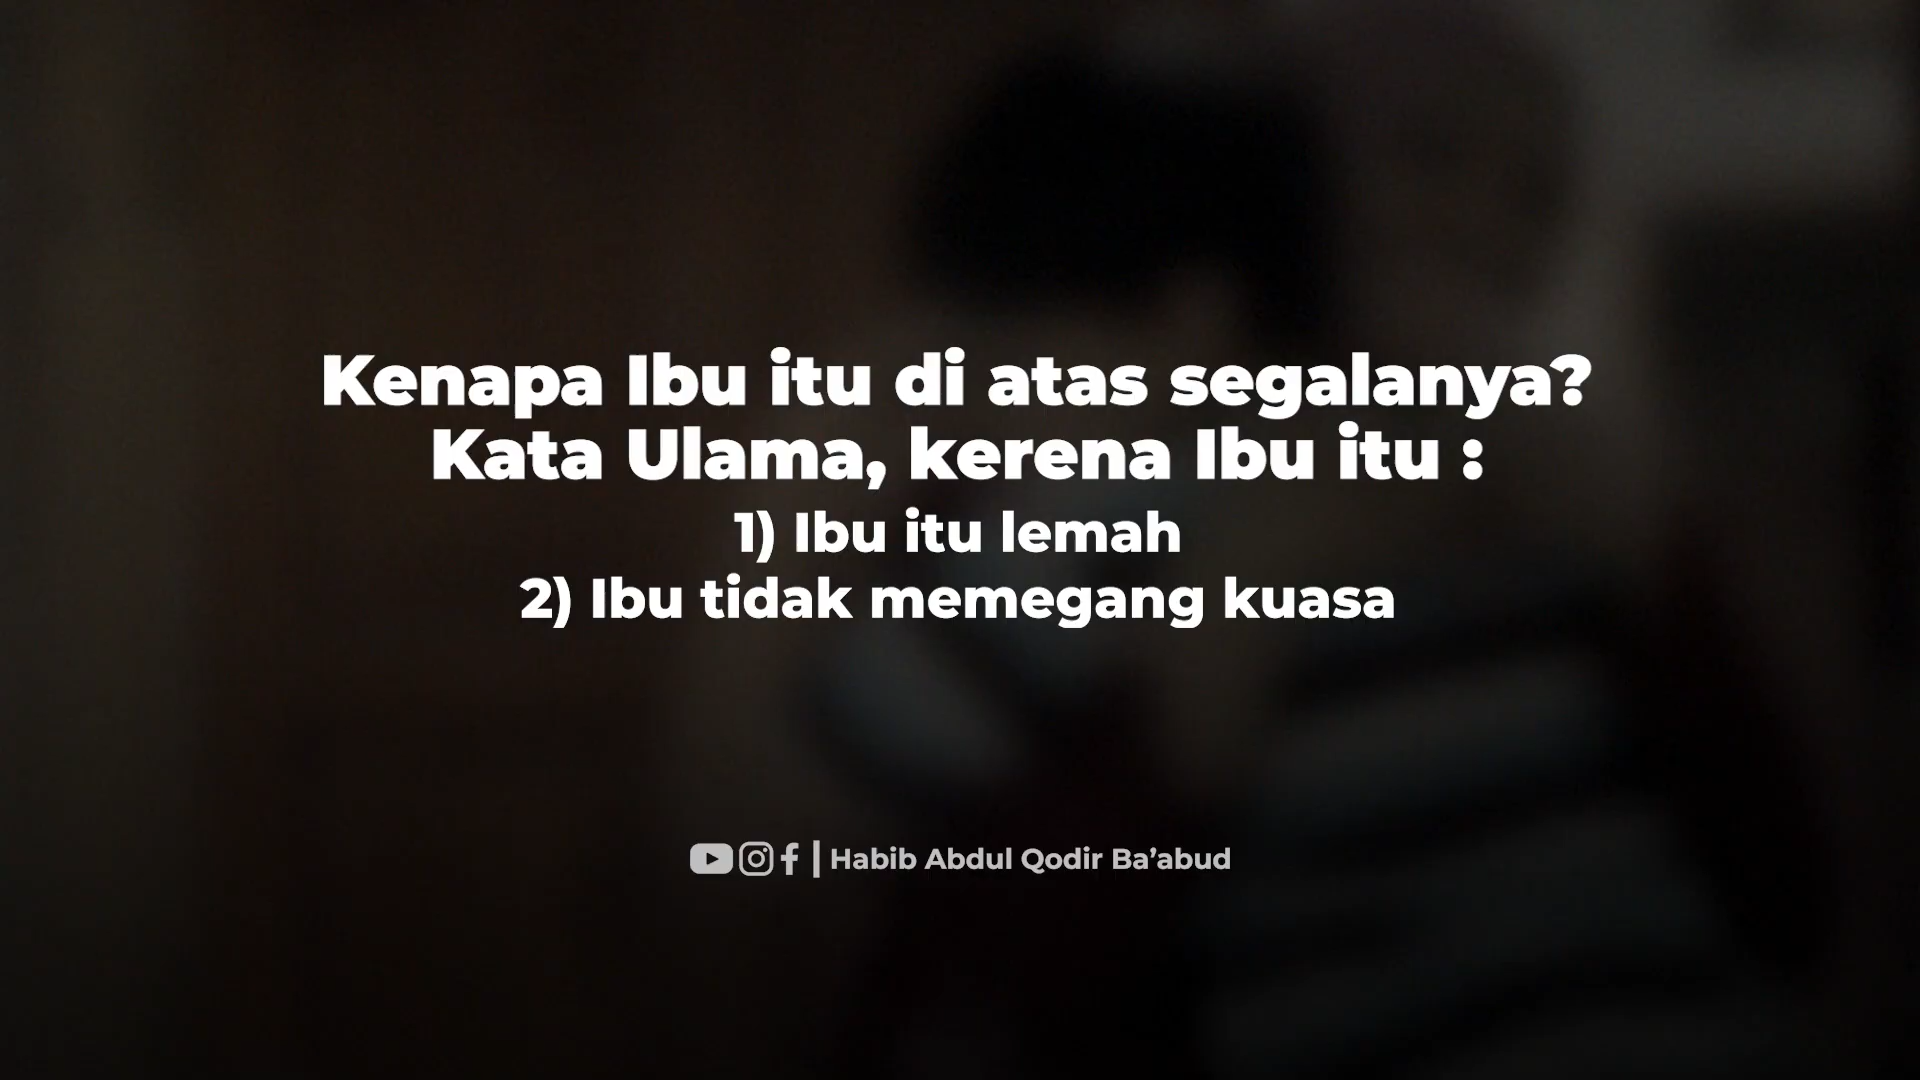 Kenapa Ibu itu di atas segalanya?
Kata Ulama, kerena Ibu itu :
1) Ibu itu lemah
2) Ibu tidak memegang kuasa
| Habib Abdul Qodir Ba’abud